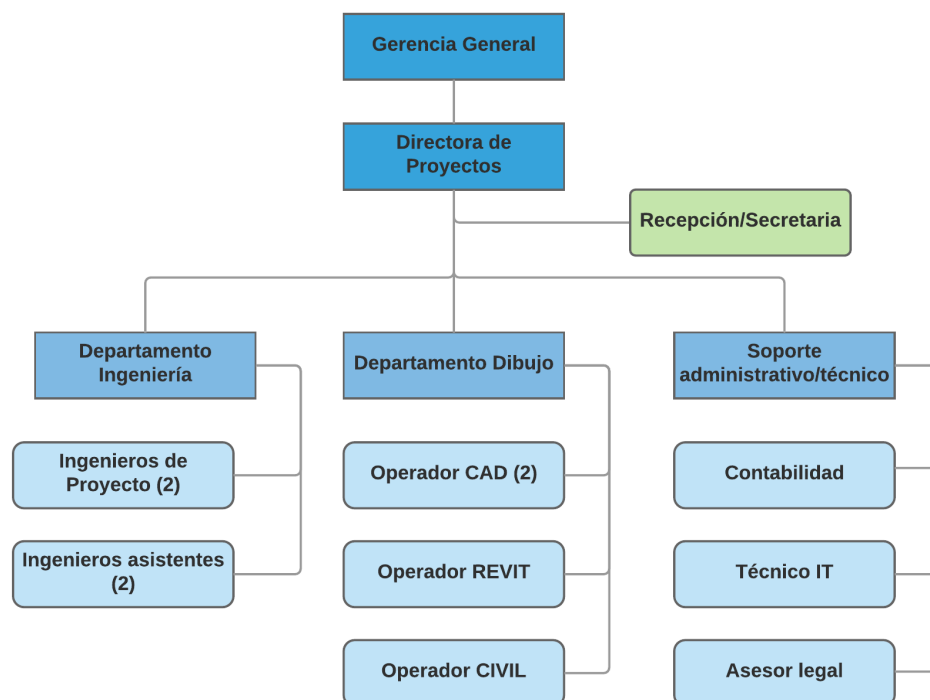 Gerencia General
Directora de
Proyectos
Recepción/Secretaria
Departamento
Ingeniería
Departamento Dibujo
Soporte
administrativo/técnico
Ingenieros de
Proyecto (2)
Operador CAD (2)
Contabilidad
Ingenieros asistentes
(2)
Operador REVIT
Técnico IT
Operador CIVIL
Asesor legal